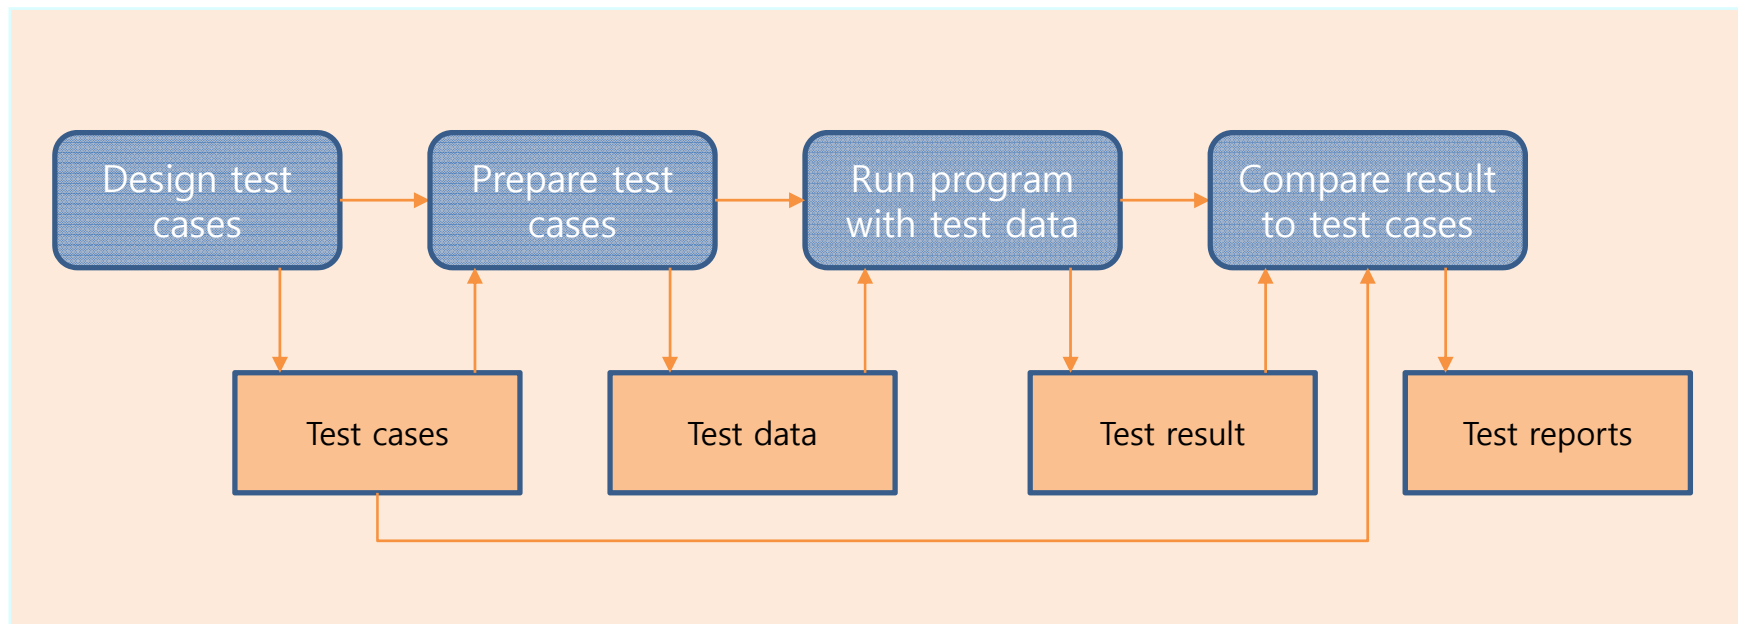 Design test
cases
Prepare test
cases
Run program
with test data
Compare result
to test cases
Test cases
Test data
Test result
Test reports